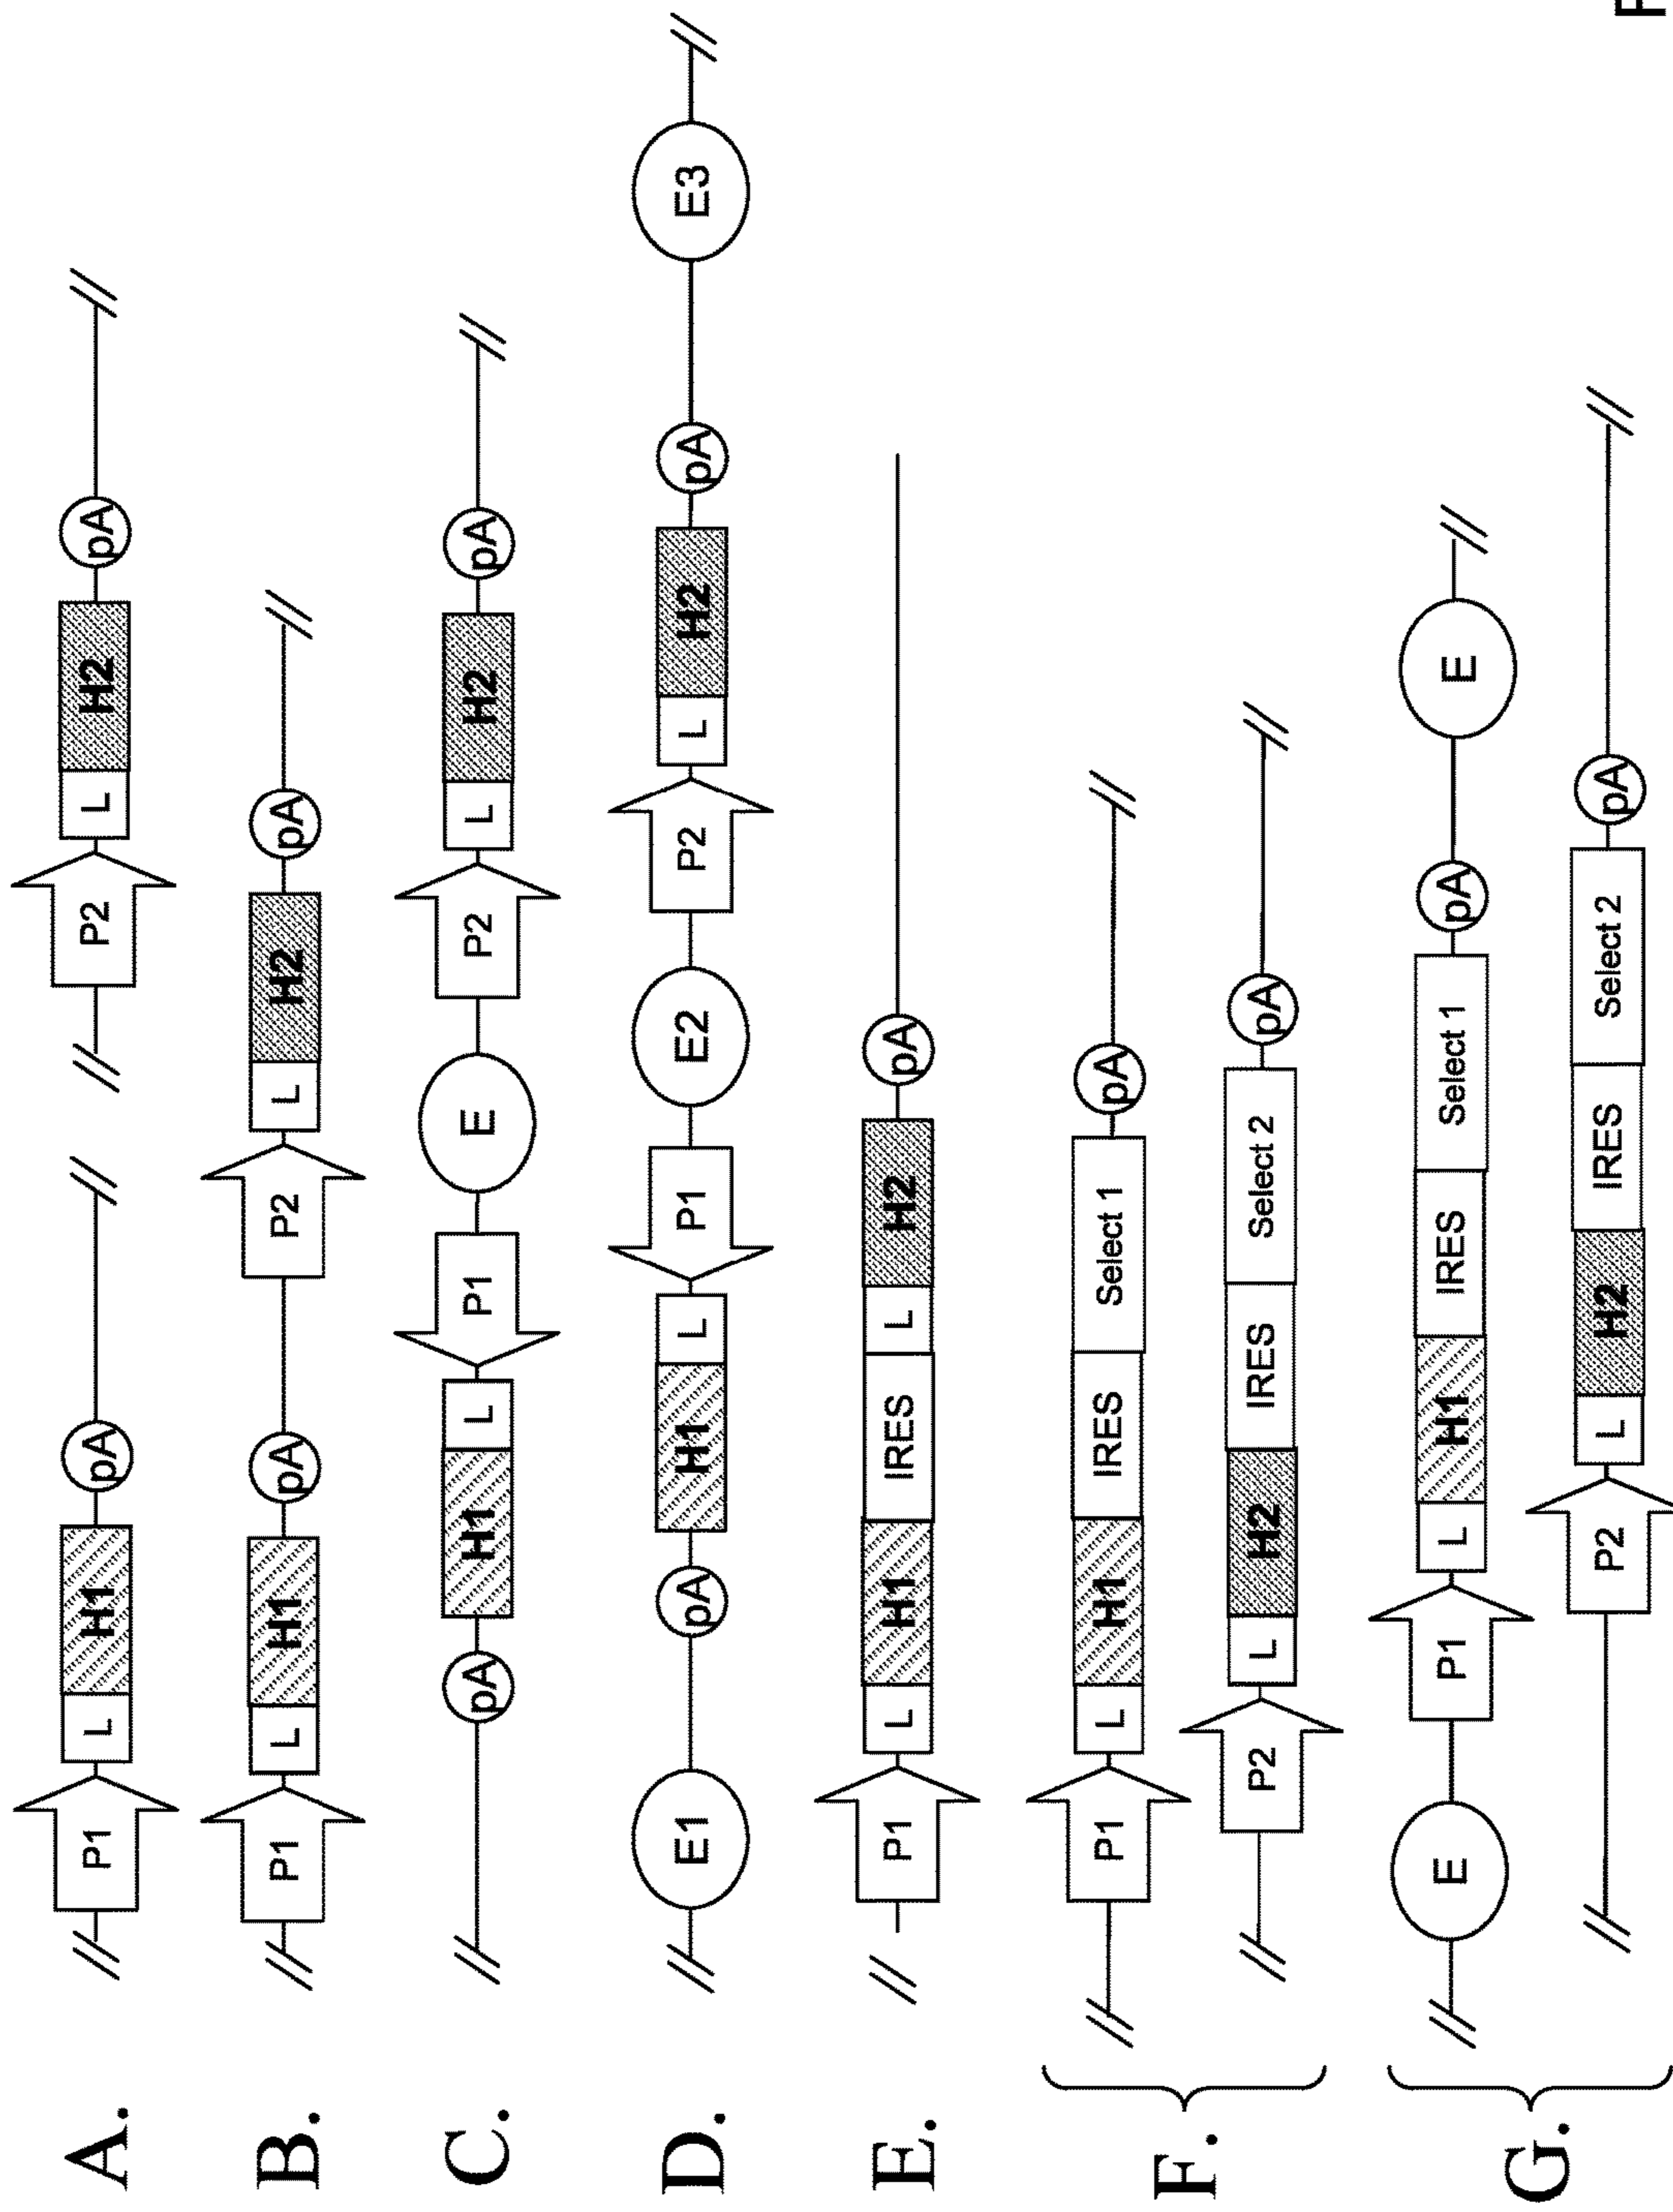 A. P1 L H1 pA P2 L H2 pA
B. P1 L H1 pA P2 L H2 pA
C. pA H1 L P1 E P2 L H2 pA
D. E1 pA H1 L P1 E2 P2 L H2 pA E3
E. P1 L H1 IRES L H2 pA
F. P1 L H1 IRES Select 1 pA
P2 L H2 IRES Select 2 pA
G. E P1 L H1 IRES Select 1 pA E
P2 L H2 IRES Select 2 pA